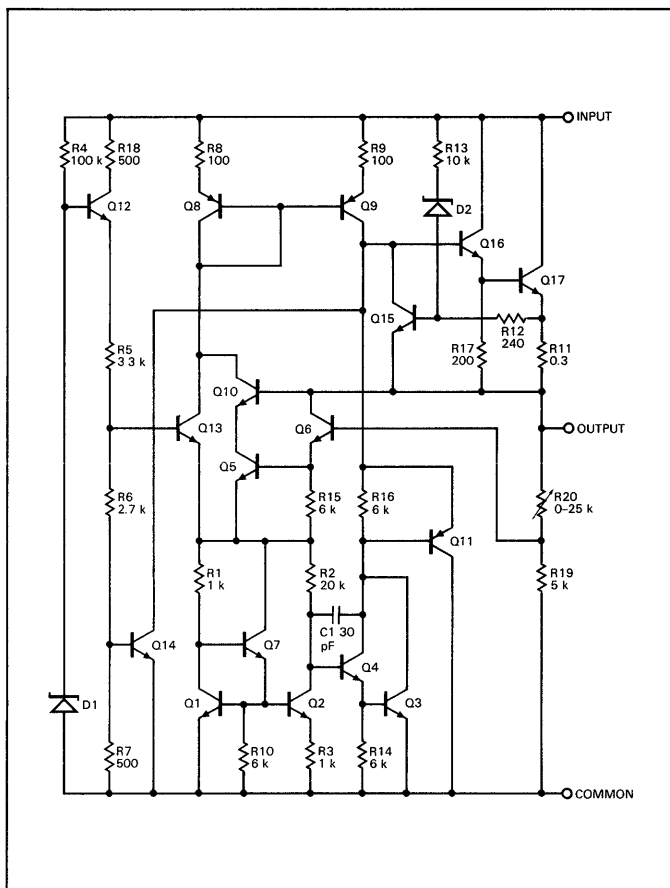 INPUT
R4
100 k
R18
500
R8
100
R9
100
R13
10 k
D2
Q12
Q8
Q9
Q16
Q17
Q15
R12
240
R17
200
R11
0.3
R5
3 3 k
Q10
Q13
Q6
OUTPUT
Q5
R6
2.7 k
R15
6 k
R16
6 k
R20
0–25 k
Q11
R1
1 k
R2
20 k
R19
5 k
C1 30
pF
Q14
Q7
Q4
D1
Q1
Q2
Q3
R7
500
R10
6 k
R3
1 k
R14
6 k
COMMON